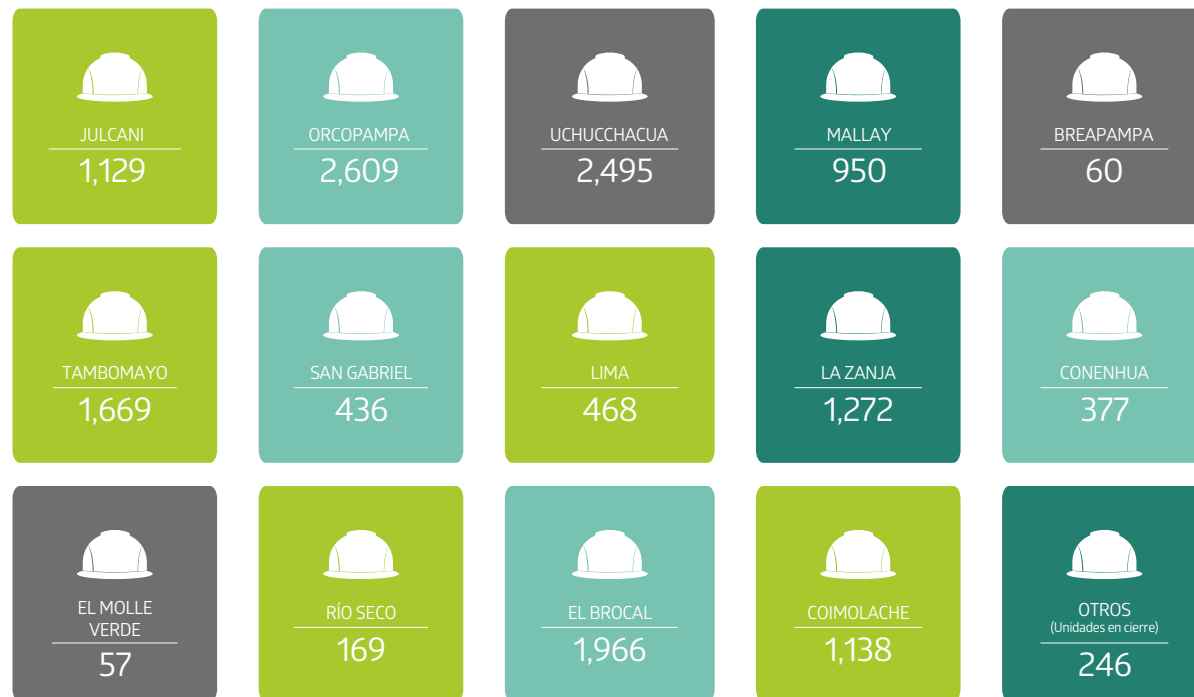 JULCANI
1,129
ORCOPAMPA
2,609
UCHUCCHACUA
2,495
MALLAY
950
BREAPAMPA
60
TAMBOMAYO
1,669
SAN GABRIEL
436
LIMA
468
LA ZANJA
1,272
CONENHUA
377
EL MOLLE
VERDE
57
RÍO SECO
169
EL BROCAL
1,966
COIMOLACHE
1,138
OTROS
(Unidades en cierre)
246